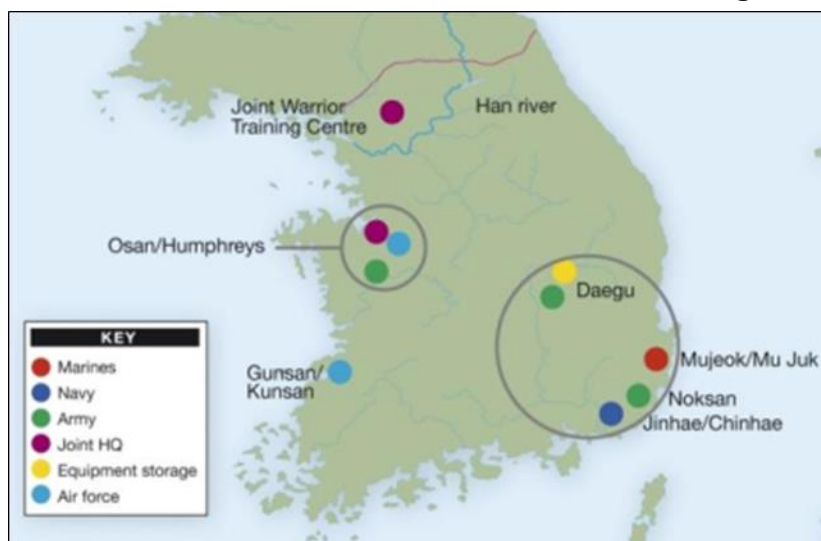 Joint Warrior
Training Centre
Han river
Osan/Humphreys
Daegu
Gunsan/
Kunsan
Mujeok/Mu Juk
Noksan
Jinhae/Chinhae
KEY
Marines
Navy
Army
Joint HQ
Equipment storage
Air force